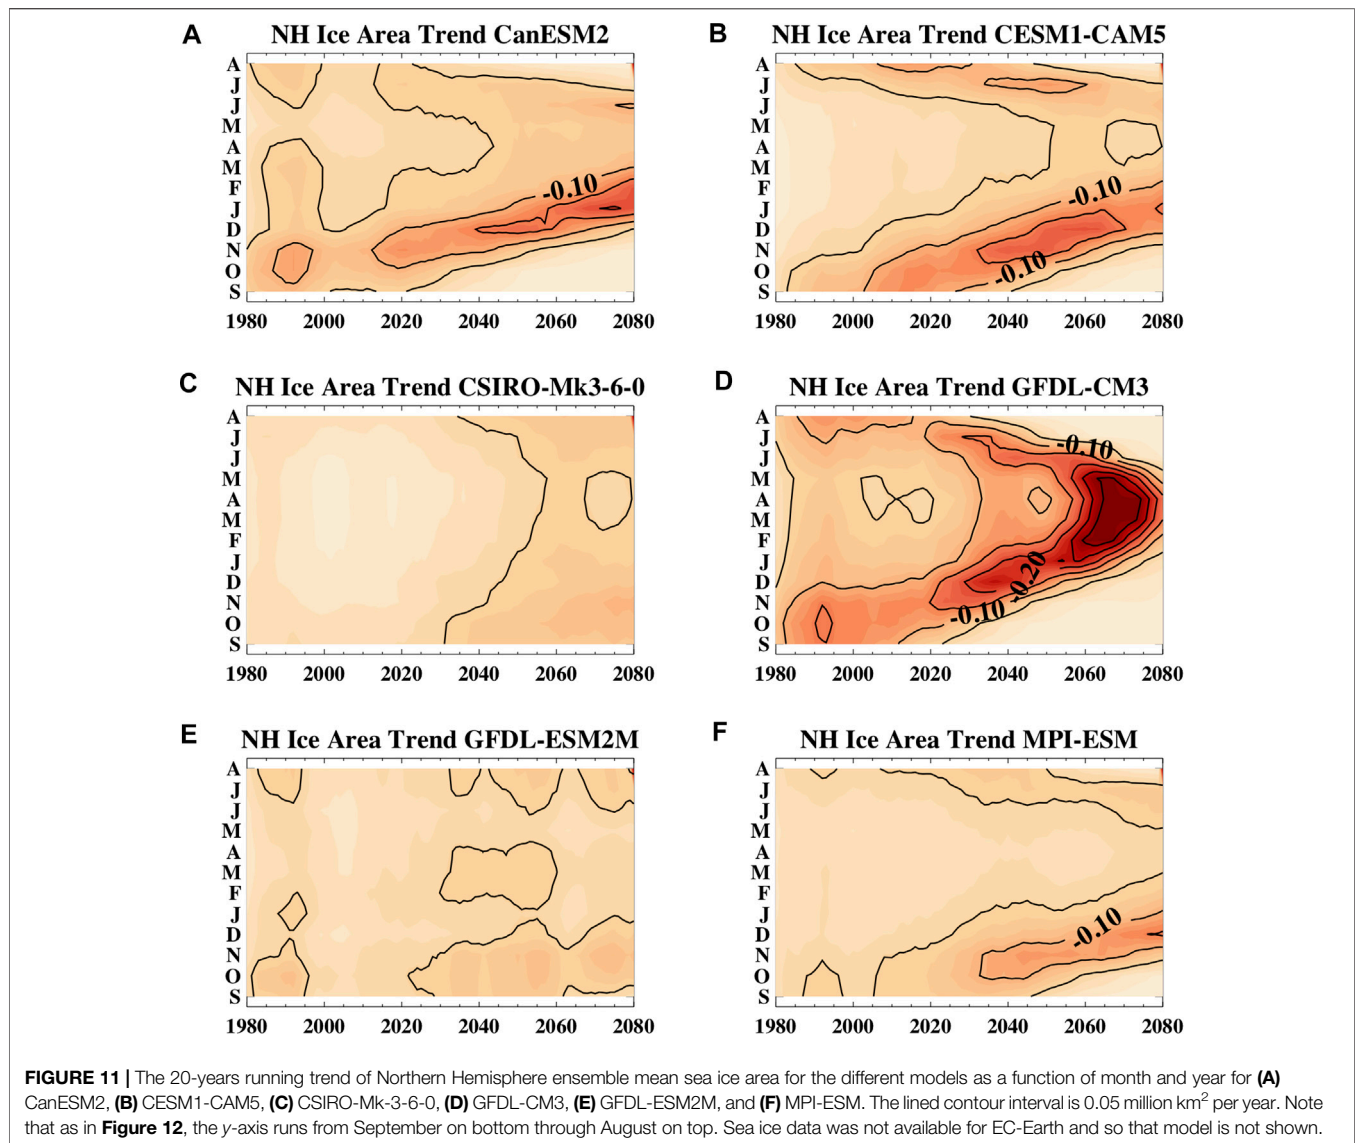 A
NH Ice Area Trend CanESM2
A
J
J
M
A
M
F
J
D
N
O
S
-0.10
1980 2000 2020 2040 2060 2080
B
NH Ice Area Trend CESM1-CAM5
A
J
J
M
A
M
F
J
D
N
O
S
-0.10
-0.10
1980 2000 2020 2040 2060 2080
C
NH Ice Area Trend CSIRO-Mk3-6-0
A
J
J
M
A
M
F
J
D
N
O
S
1980 2000 2020 2040 2060 2080
D
NH Ice Area Trend GFDL-CM3
A
J
J
M
A
M
F
J
D
N
O
S
-0.10
-0.20
-0.10
1980 2000 2020 2040 2060 2080
E
NH Ice Area Trend GFDL-ESM2M
A
J
J
M
A
M
F
J
D
N
O
S
1980 2000 2020 2040 2060 2080
F
NH Ice Area Trend MPI-ESM
A
J
J
M
A
M
F
J
D
N
O
S
-0.10
1980 2000 2020 2040 2060 2080
FIGURE 11 | The 20-years running trend of Northern Hemisphere ensemble mean sea ice area for the different models as a function of month and year for (A)
CanESM2, (B) CESM1-CAM5, (C) CSIRO-Mk-3-6-0, (D) GFDL-CM3, (E) GFDL-ESM2M, and (F) MPI-ESM. The lined contour interval is 0.05 million km² per year. Note
that as in Figure 12, the y-axis runs from September on bottom through August on top. Sea ice data was not available for EC-Earth and so that model is not shown.